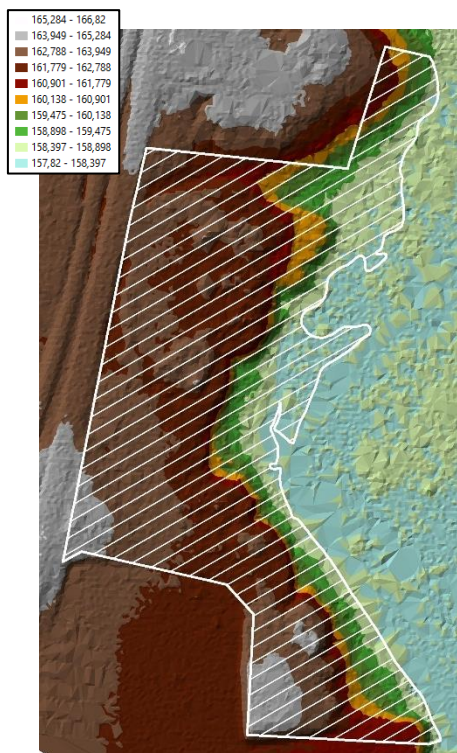 165,284 - 166,82
163,949 - 165,284
162,788 - 163,949
161,779 - 162,788
160,901 - 161,779
160,138 - 160,901
159,475 - 160,138
158,898 - 159,475
158,397 - 158,898
157,82 - 158,397